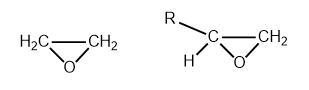 H₂C CH₂
O
R
C CH₂
H O